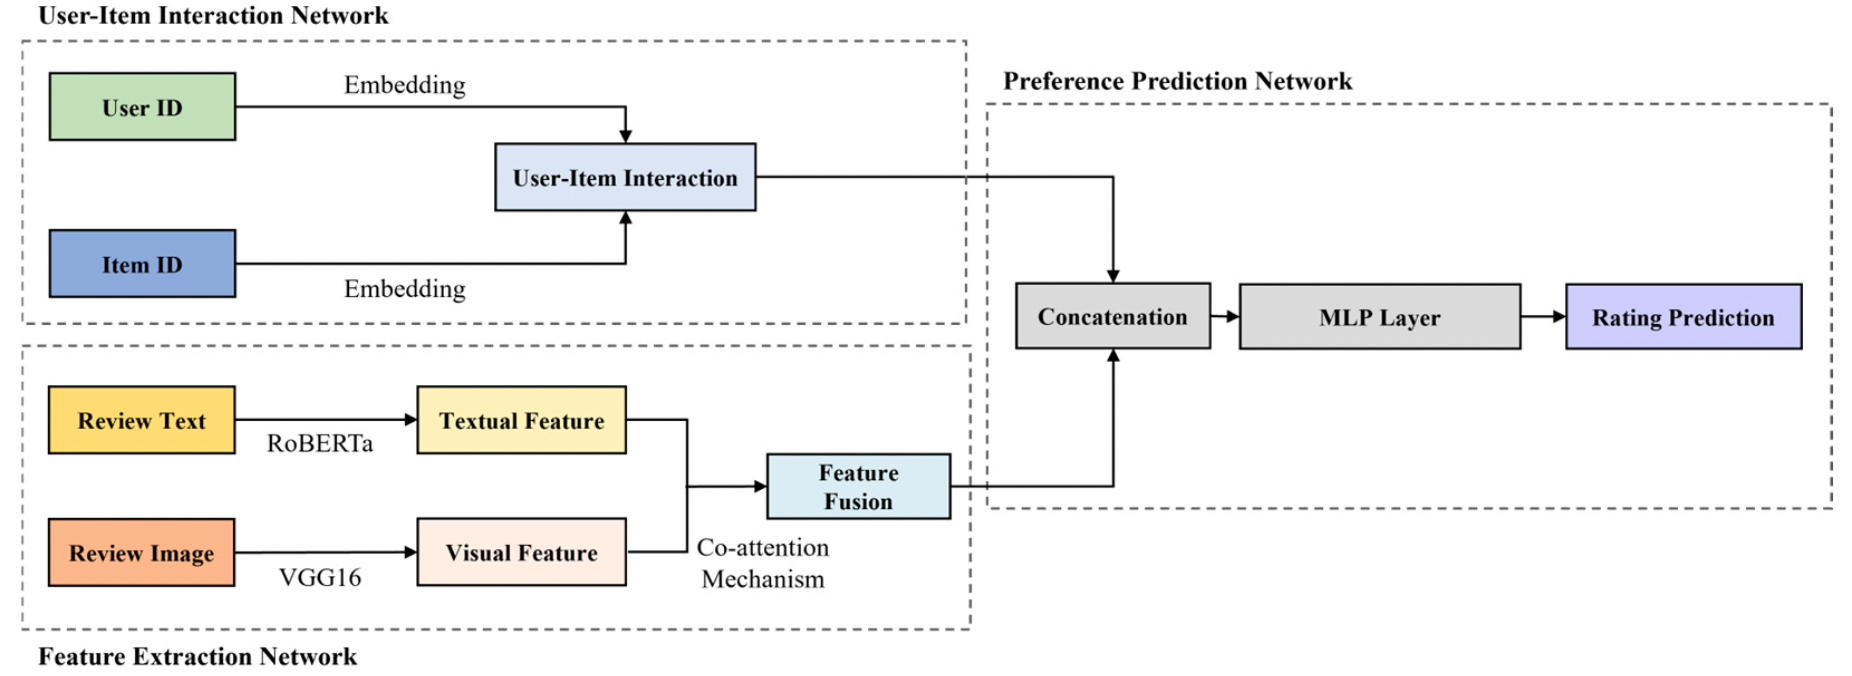 User-Item Interaction Network
User ID
Embedding
User-Item Interaction
Item ID
Embedding
Preference Prediction Network
Concatenation
MLP Layer
Rating Prediction
Review Text
RoBERTa
Textual Feature
Feature
Fusion
Review Image
VGG16
Visual Feature
Co-attention
Mechanism
Feature Extraction Network